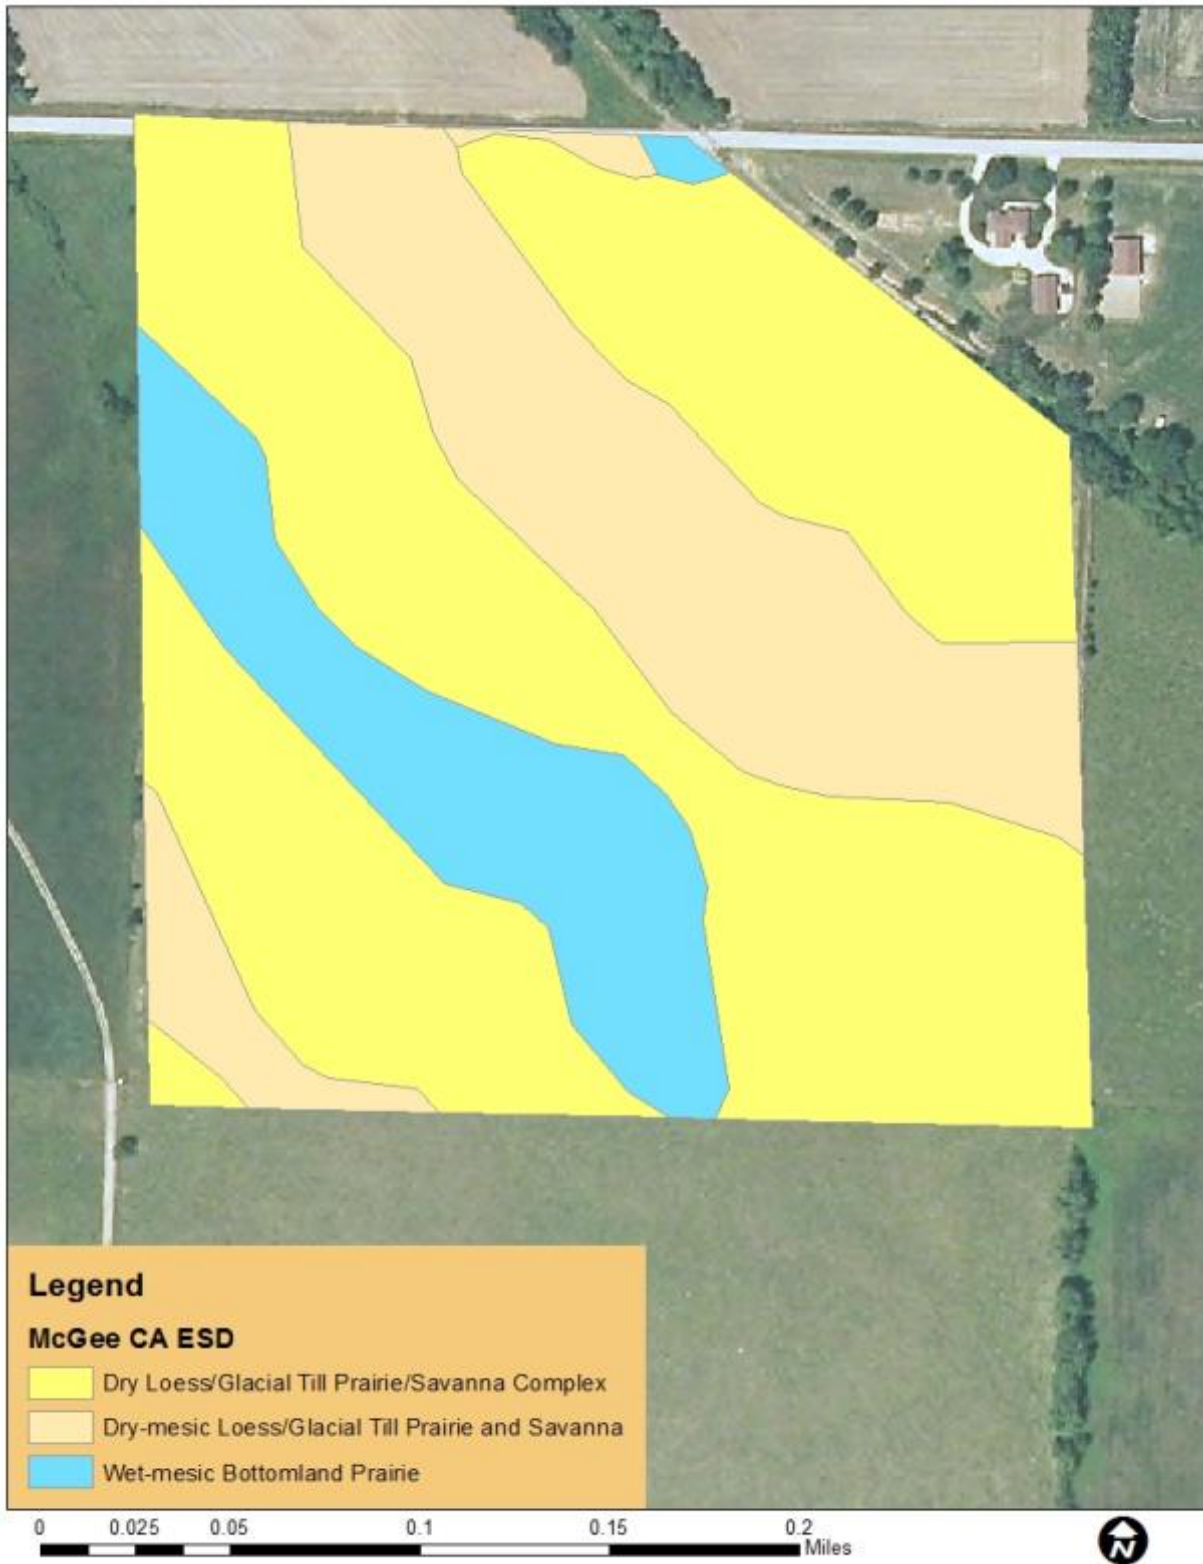 Legend
McGee CA ESD
Dry Loess/Glacial Till Prairie/Savanna Complex
Dry-mesic Loess/Glacial Till Prairie and Savanna
Wet-mesic Bottomland Prairie
0 0.025 0.05 0.1 0.15 0.2
Miles
N